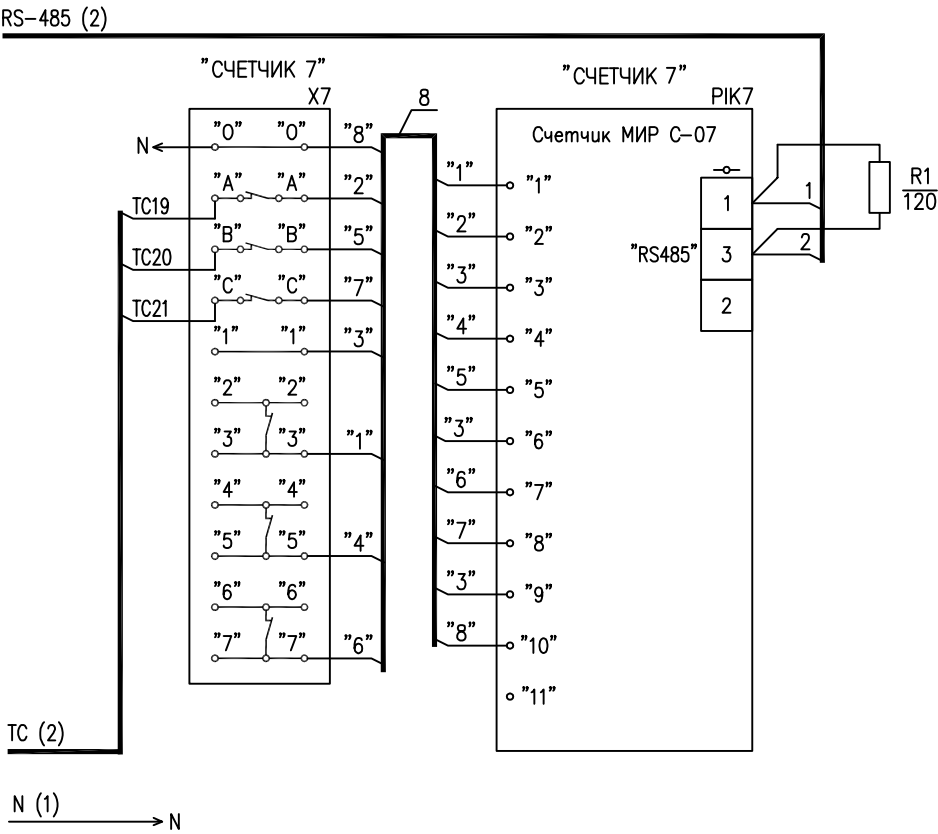 RS-485 (2)
"СЧЕТЧИК 7" "СЧЕТЧИК 7"
X7 8 PIK7
"0" "0" "8" Счетчик МИР С-07
N
"1" "1"
"A" "A" "2" 1 1 R1
TC19 120
"2" "2"
"B" "B" "5" 2
TC20 "RS485" 3
"3" "3"
"C" "C" "7"
TC21 2
"4" "4"
"1" "1" "3"
"5" "5"
"2" "2"
"3" "6"
"3" "3" "1"
"6" "7"
"4" "4"
"7" "8"
"5" "5" "4"
"3" "9"
"6" "6"
"8" "10"
"7" "7" "6"
"11"
TC (2)
N (1)
N